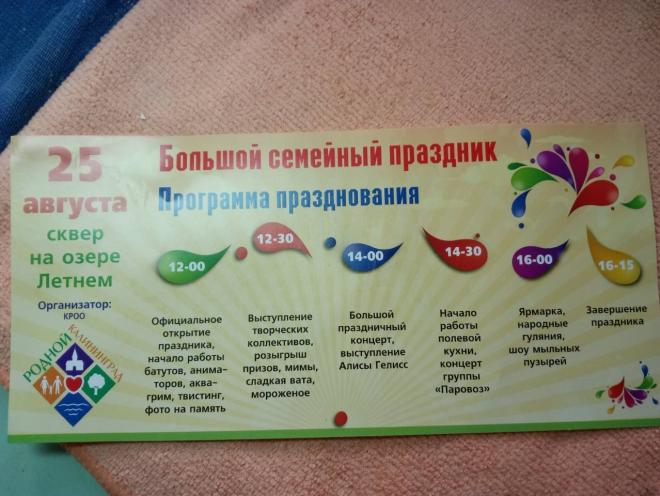 25
августа
сквер
на озере
Летнем
Организатор:
КРОО
РОДНОЙ КАЛИНИНГРАД
Большой семейный праздник
Программа празднования
12-00
Официальное
открытие
праздника,
начало работы
батутов, анима-
торов, аква-
грим, твистинг,
фото на память
12-30
Выступление
творческих
коллективов,
розыгрыш
призов, мимы,
сладкая вата,
мороженое
14-00
Большой
праздничный
концерт,
выступление
Алисы Гелисс
14-30
Начало
работы
полевой
кухни,
концерт
группы
«Паровоз»
16-00
Ярмарка,
народные
гуляния,
шоу мыльных
пузырей
16-15
Завершение
праздника